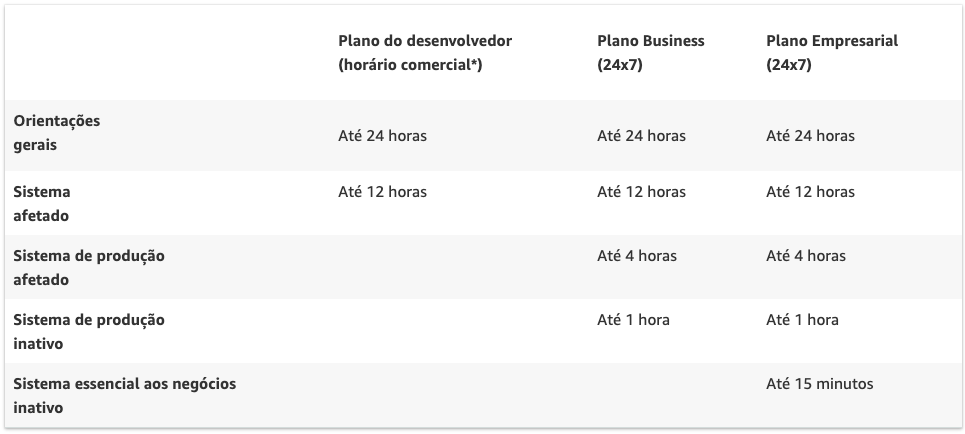 Plano do desenvolvedor
(horário comercial*)
Plano Business
(24x7)
Plano Empresarial
(24x7)
Orientações
gerais
Até 24 horas
Até 24 horas
Até 24 horas
Sistema
afetado
Até 12 horas
Até 12 horas
Até 12 horas
Sistema de produção
afetado
Até 4 horas
Até 4 horas
Sistema de produção
inativo
Até 1 hora
Até 1 hora
Sistema essencial aos negócios
inativo
Até 15 minutos